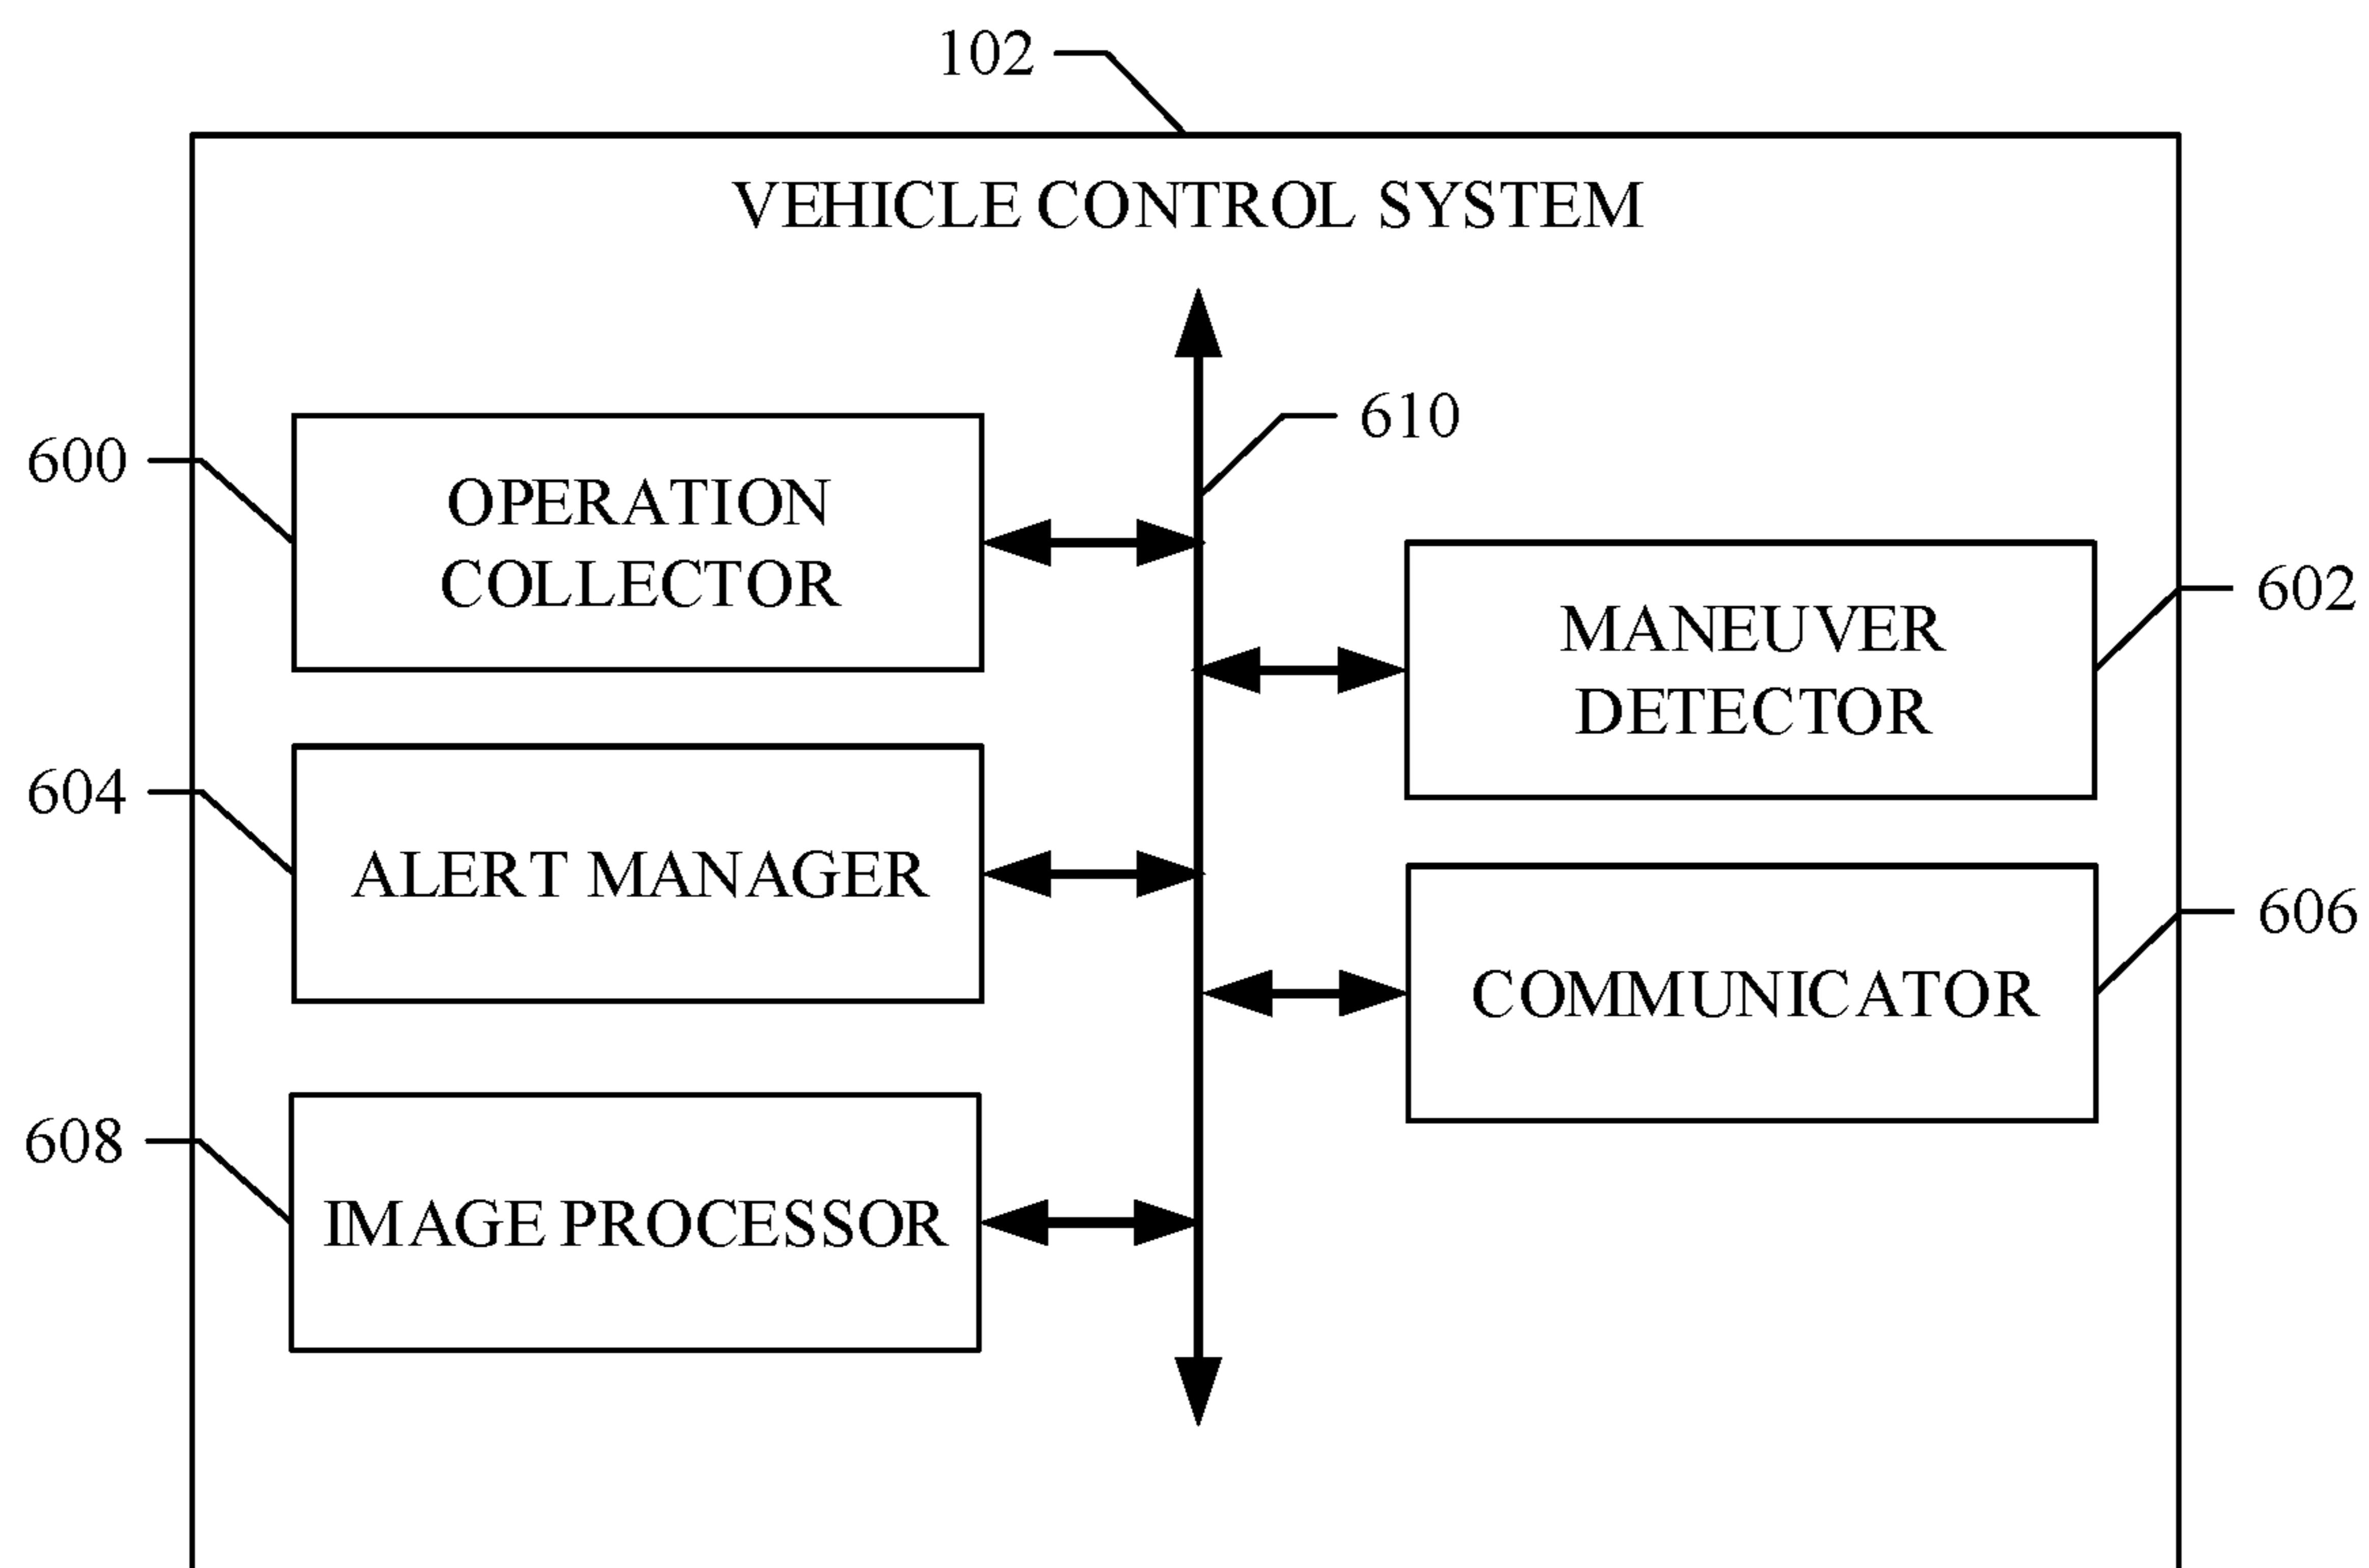 102
VEHICLE CONTROL SYSTEM
610
600
OPERATION
COLLECTOR
602
MANEUVER
DETECTOR
604
ALERT MANAGER
606
COMMUNICATOR
608
IMAGE PROCESSOR